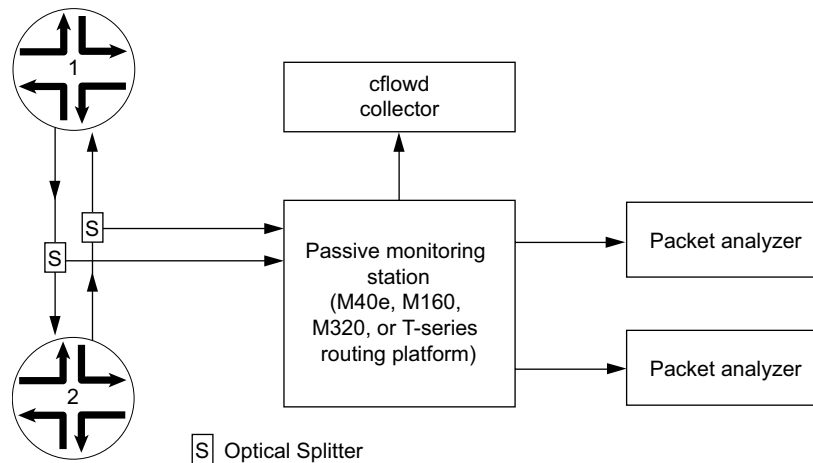 1
cflowd
collector
S
S
Passive monitoring
station
(M40e, M160,
M320, or T-series
routing platform)
Packet analyzer
Packet analyzer
2
S Optical Splitter